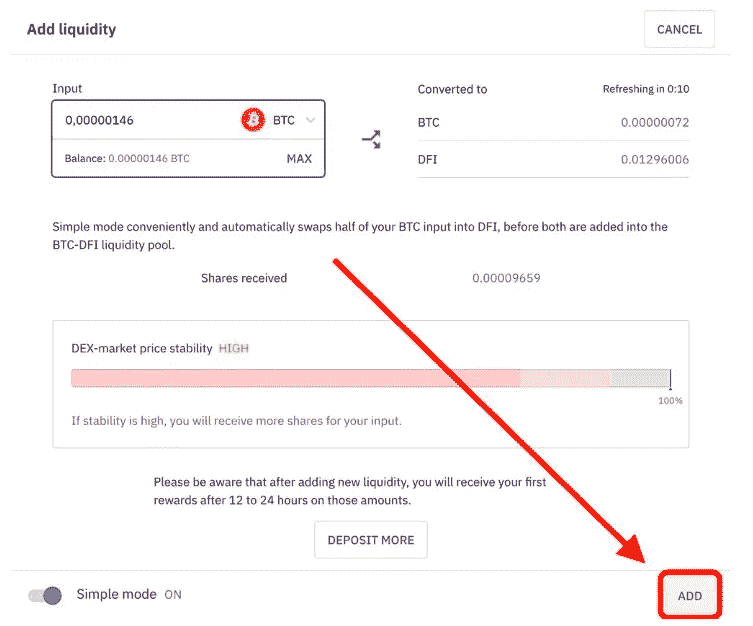 Add liquidity
CANCEL
Input
Converted to
Refreshing in 0:10
0,00000146
BTC
BTC
0.00000072
Balance: 0.00000146 BTC
MAX
DFI
0.01296006
Simple mode conveniently and automatically swaps half of your BTC input into DFI, before both are added into the
BTC-DFI liquidity pool.
Shares received
0.00009659
DEX-market price stability HIGH
100%
If stability is high, you will receive more shares for your input.
Please be aware that after adding new liquidity, you will receive your first
rewards after 12 to 24 hours on those amounts.
DEPOSIT MORE
Simple mode ON
ADD